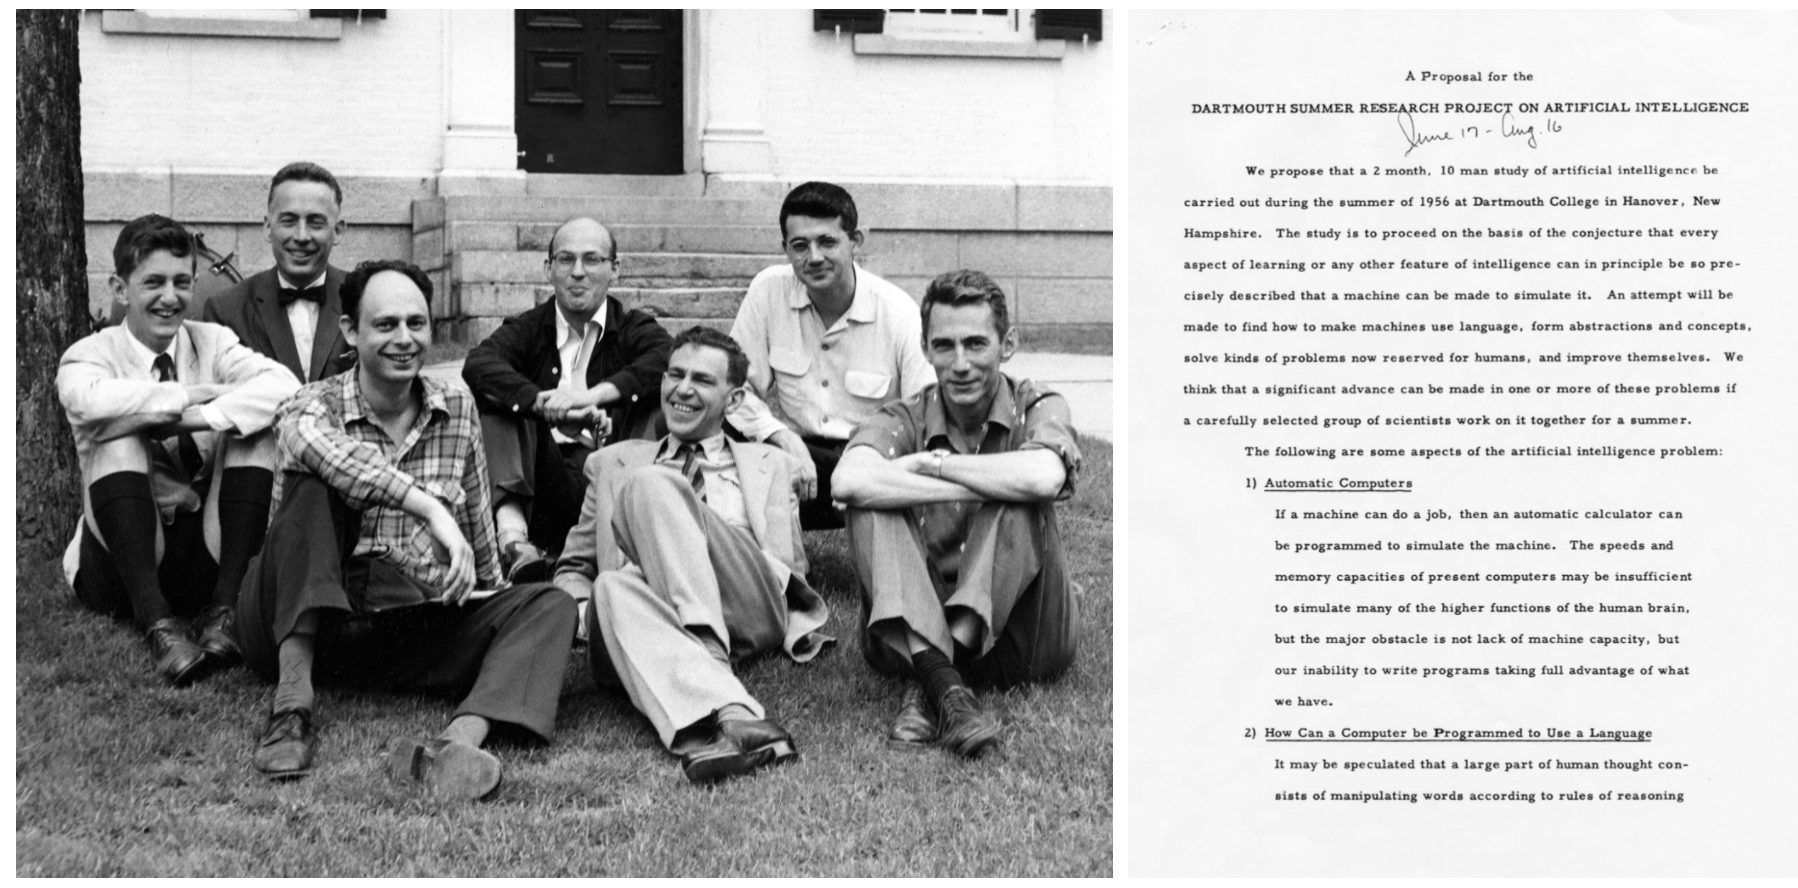 A Proposal for the
DARTMOUTH SUMMER RESEARCH PROJECT ON ARTIFICIAL INTELLIGENCE
June 17 - Aug. 16
We propose that a 2 month, 10 man study of artificial intelligence be
carried out during the summer of 1956 at Dartmouth College in Hanover, New
Hampshire. The study is to proceed on the basis of the conjecture that every
aspect of learning or any other feature of intelligence can in principle be so pre-
cisely described that a machine can be made to simulate it. An attempt will be
made to find how to make machines use language, form abstractions and concepts,
solve kinds of problems now reserved for humans, and improve themselves. We
think that a significant advance can be made in one or more of these problems if
a carefully selected group of scientists work on it together for a summer.
The following are some aspects of the artificial intelligence problem:
1) Automatic Computers
If a machine can do a job, then an automatic calculator can
be programmed to simulate the machine. The speeds and
memory capacities of present computers may be insufficient
to simulate many of the higher functions of the human brain,
but the major obstacle is not lack of machine capacity, but
our inability to write programs taking full advantage of what
we have.
2) How Can a Computer be Programmed to Use a Language
It may be speculated that a large part of human thought con-
sists of manipulating words according to rules of reasoning